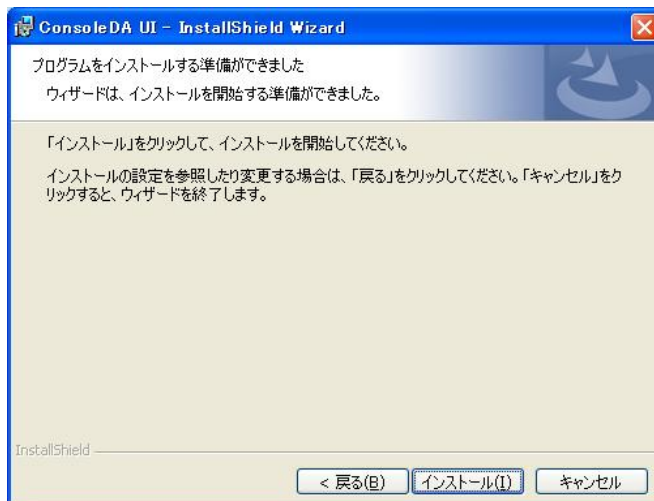 ConsoleDA UI - InstallShield Wizard
プログラムをインストールする準備ができました
ウィザードは、インストールを開始する準備ができました。
「インストール」をクリックして、インストールを開始してください。
インストールの設定を参照したり変更する場合は、「戻る」をクリックしてください。「キャンセル」をク
リックすると、ウィザードを終了します。
InstallShield
< 戻る(B) インストール(I) キャンセル